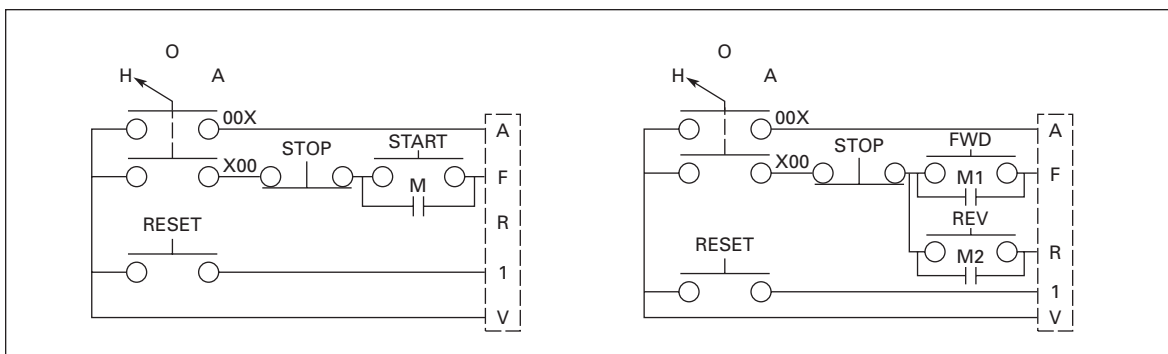 O
H A
00X A
X00 STOP START F
M
R
RESET
1
V
O
H A
00X A
X00 STOP FWD F
M1
REV
M2 R
RESET
1
V